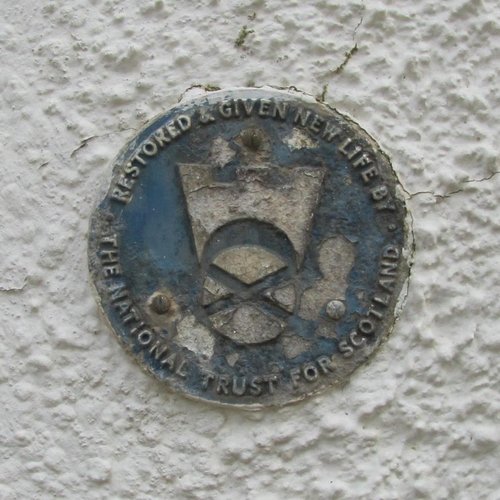 RESTORED & GIVEN NEW LIFE BY
THE NATIONAL TRUST FOR SCOTLAND